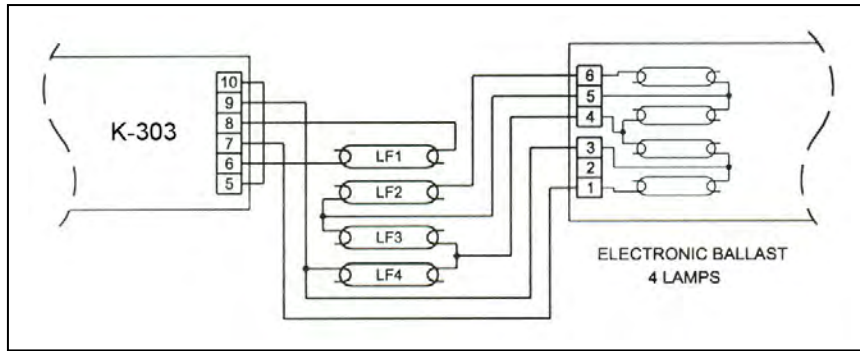 K-303
10
9
8
7
6
5
LF1
LF2
LF3
LF4
6
5
4
3
2
1
ELECTRONIC BALLAST
4 LAMPS